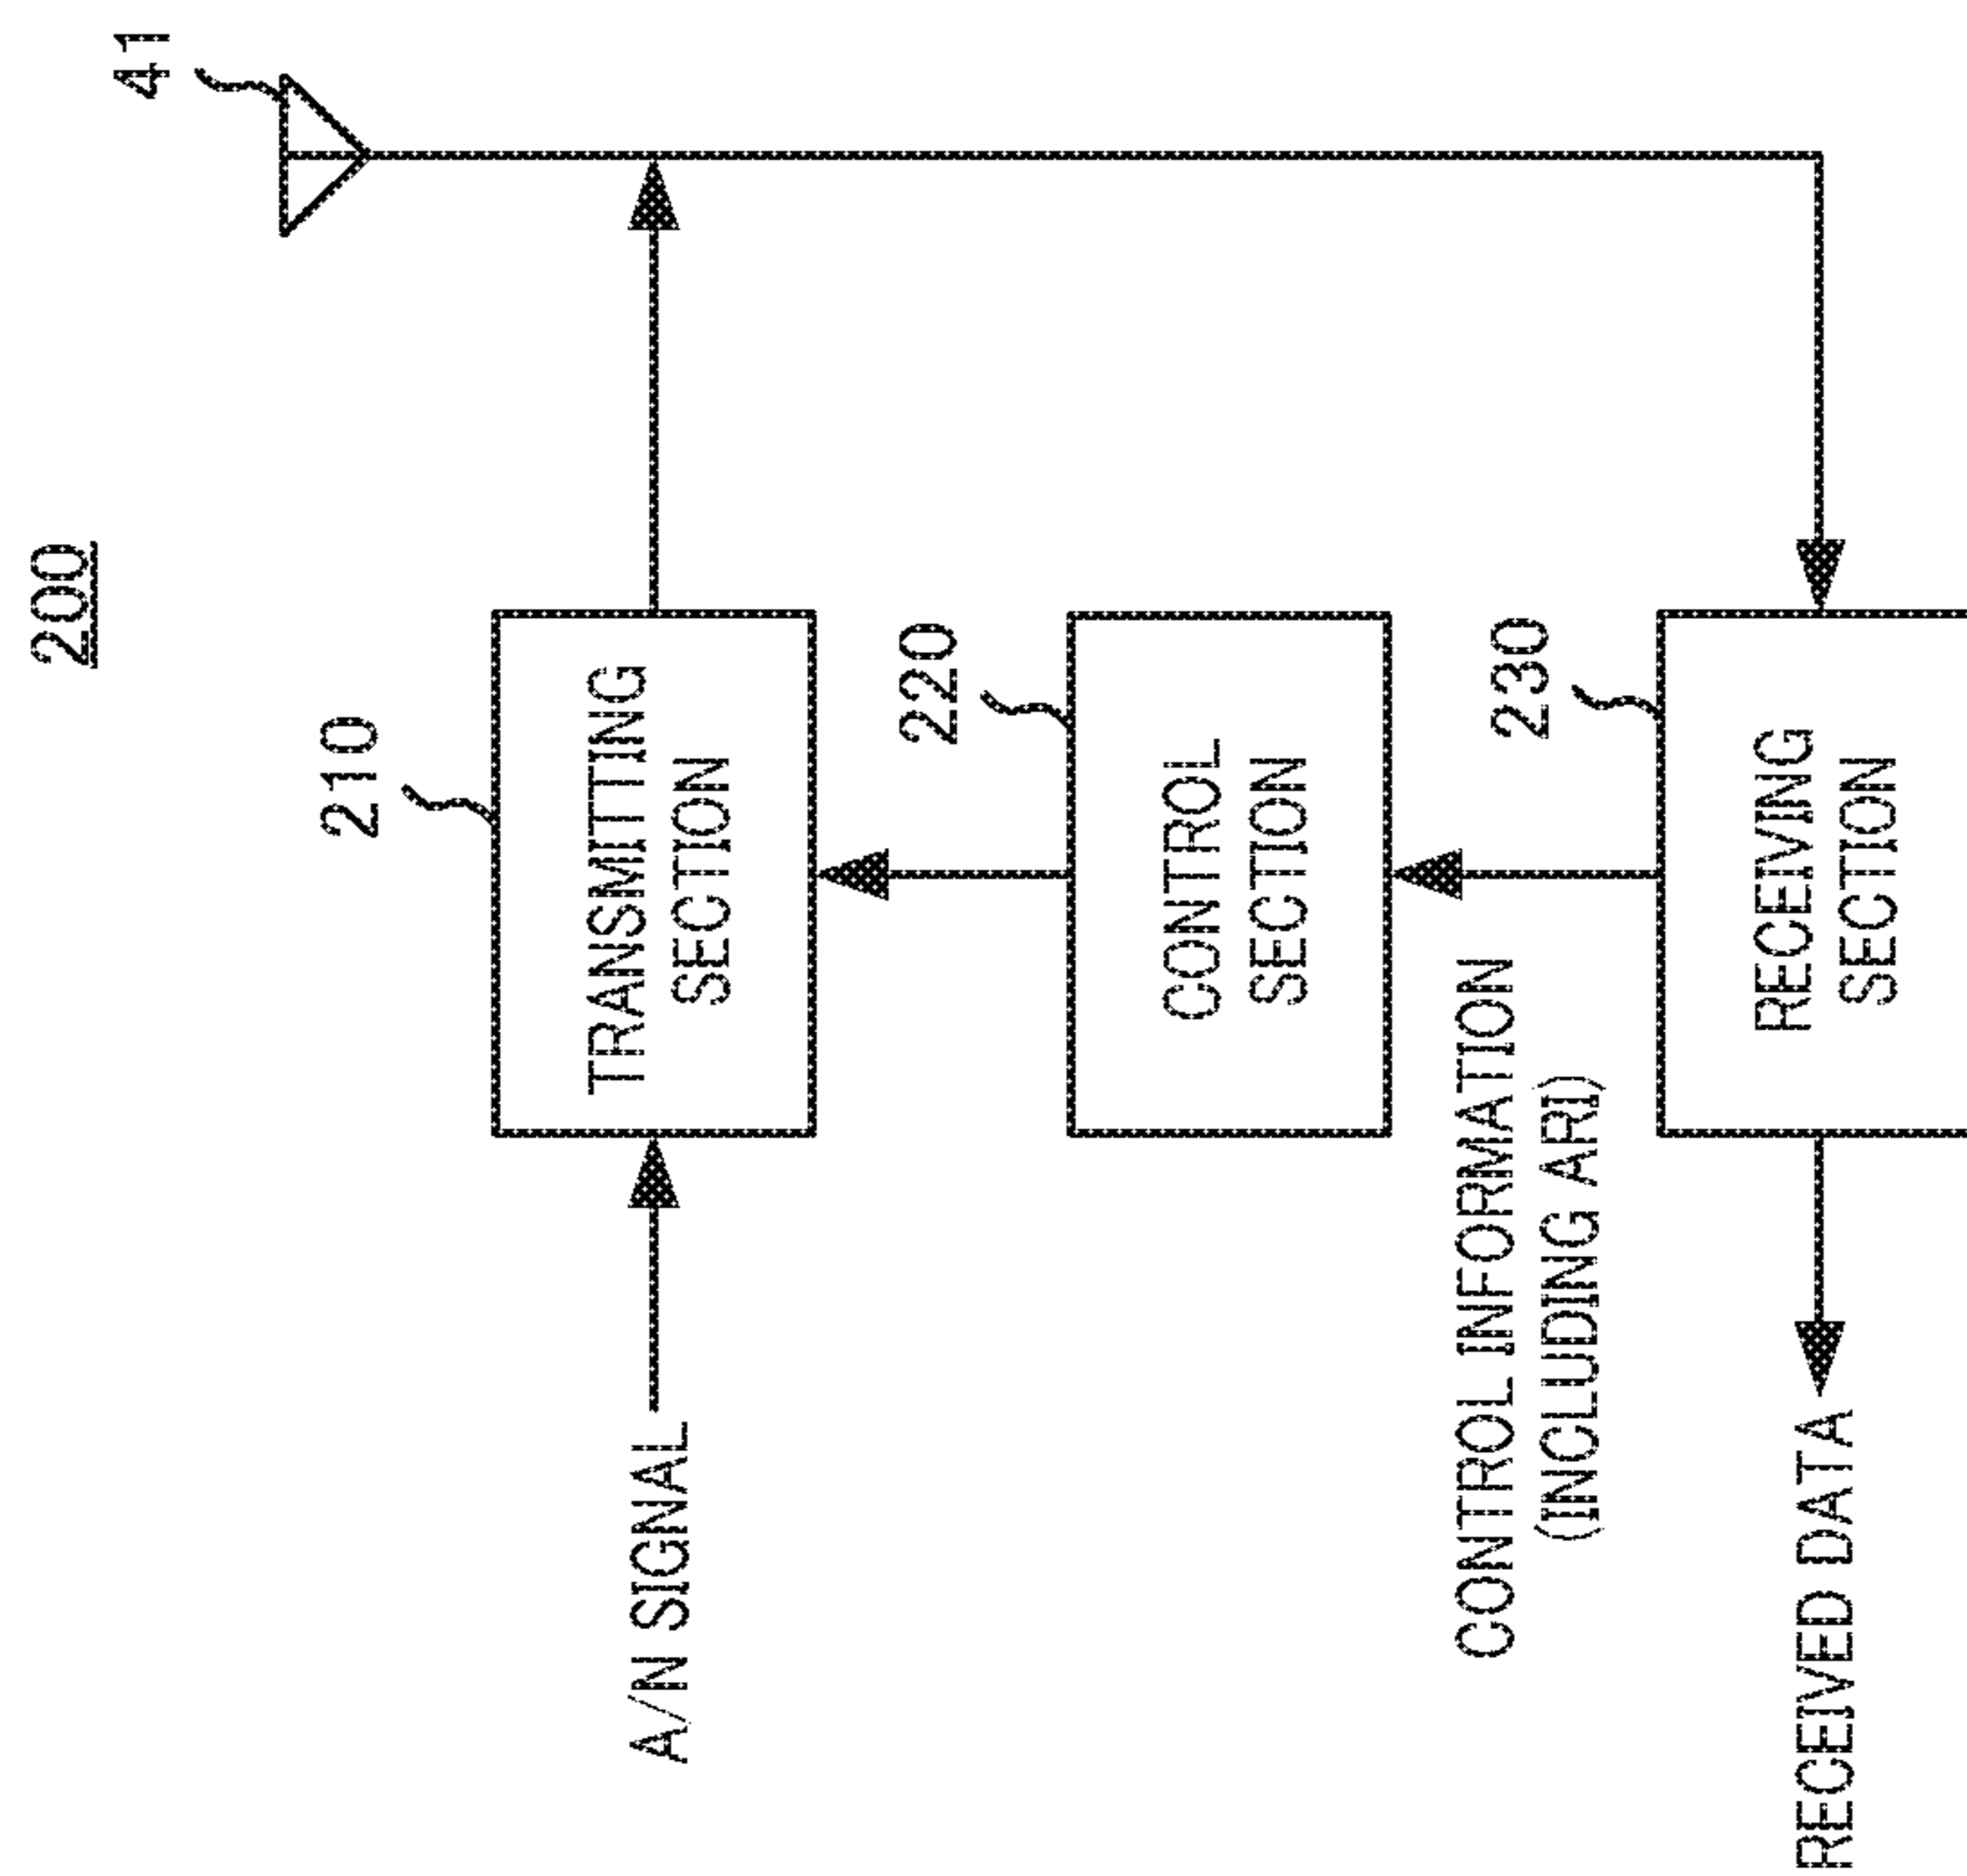 200
41
210
TRANSMITTING
SECTION
A/N SIGNAL
220
CONTROL
SECTION
CONTROL INFORMATION
(INCLUDING ARI)
230
RECEIVING
SECTION
RECEIVED DATA